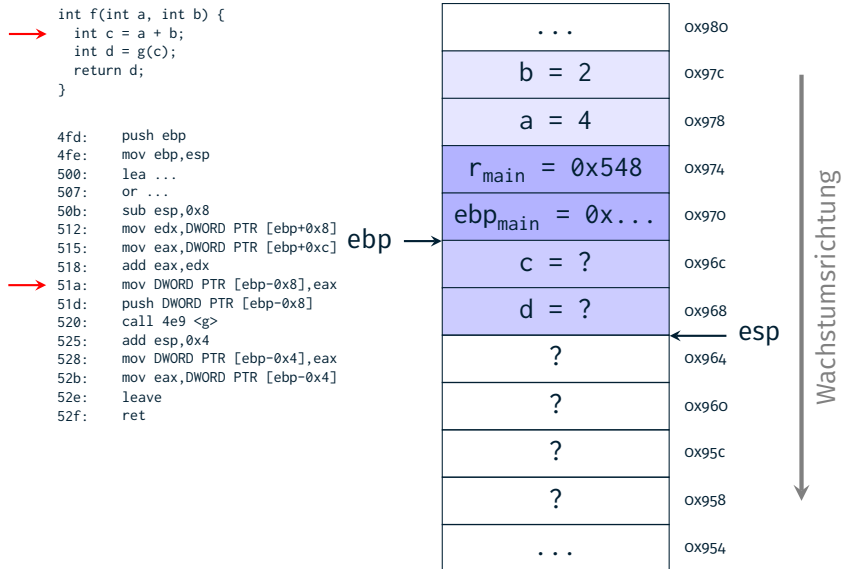 int f(int a, int b) {
int c = a + b;
int d = g(c);
return d;
}
4fd: push ebp
4fe: mov ebp,esp
500: lea ...
507: or ...
50b: sub esp,0x8
512: mov edx,DWORD PTR [ebp+0x8]
515: mov eax,DWORD PTR [ebp+0xc]
518: add eax,edx
51a: mov DWORD PTR [ebp-0x8],eax
51d: push DWORD PTR [ebp-0x8]
520: call 4e9 <g>
525: add esp,0x4
528: mov DWORD PTR [ebp-0x4],eax
52b: mov eax,DWORD PTR [ebp-0x4]
52e: leave
52f: ret
... 0x980
b = 2 0x97c
a = 4 0x978
r_main = 0x548 0x974
ebp_main = 0x... 0x970
ebp
c = ? 0x96c
d = ? 0x968
esp
? 0x964
? 0x960
? 0x95c
? 0x958
... 0x954
Wachstumsrichtung